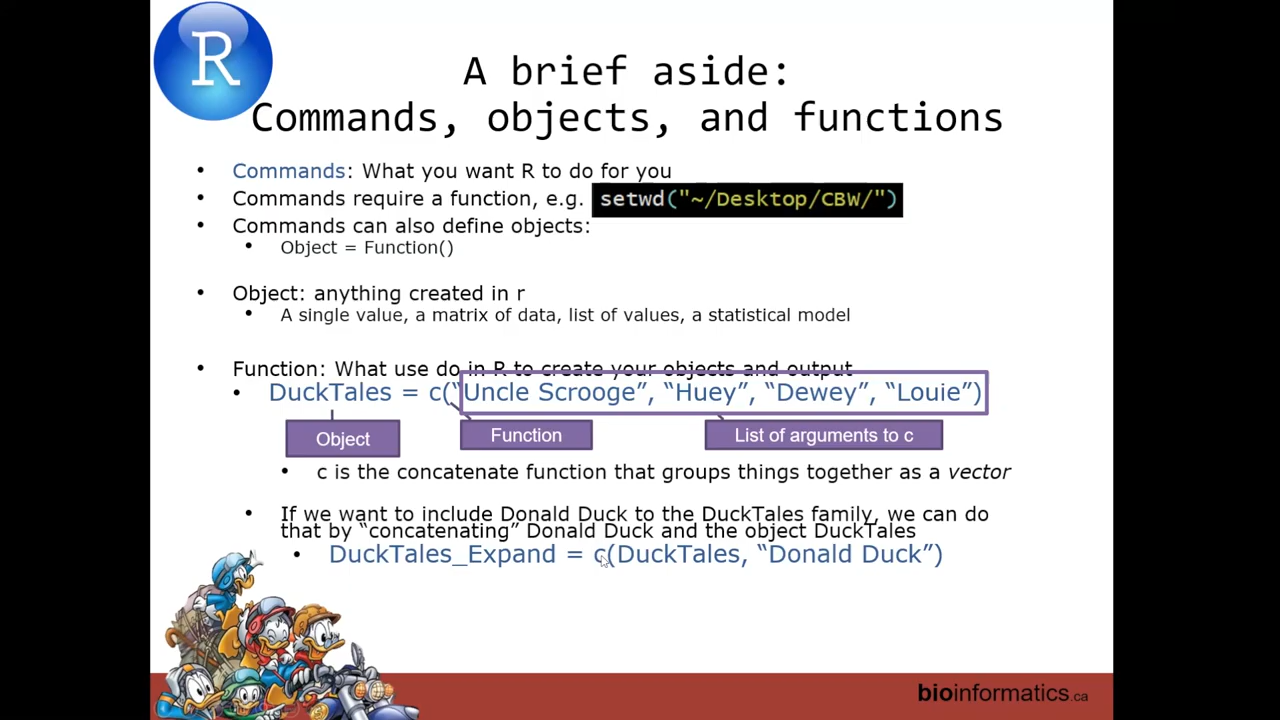 R
A brief aside:
Commands, objects, and functions
• Commands: What you want R to do for you
• Commands require a function, e.g. setwd("~/Desktop/CBW/")
• Commands can also define objects:
• Object = Function()
• Object: anything created in r
• A single value, a matrix of data, list of values, a statistical model
• Function: What use do in R to create your objects and output
• DuckTales = c(“Uncle Scrooge”, “Huey”, “Dewey”, “Louie”)
Object
Function
List of arguments to c
• c is the concatenate function that groups things together as a vector
• If we want to include Donald Duck to the DuckTales family, we can do
that by “concatenating” Donald Duck and the object DuckTales
• DuckTales_Expand = c(DuckTales, “Donald Duck”)
bioinformatics.ca